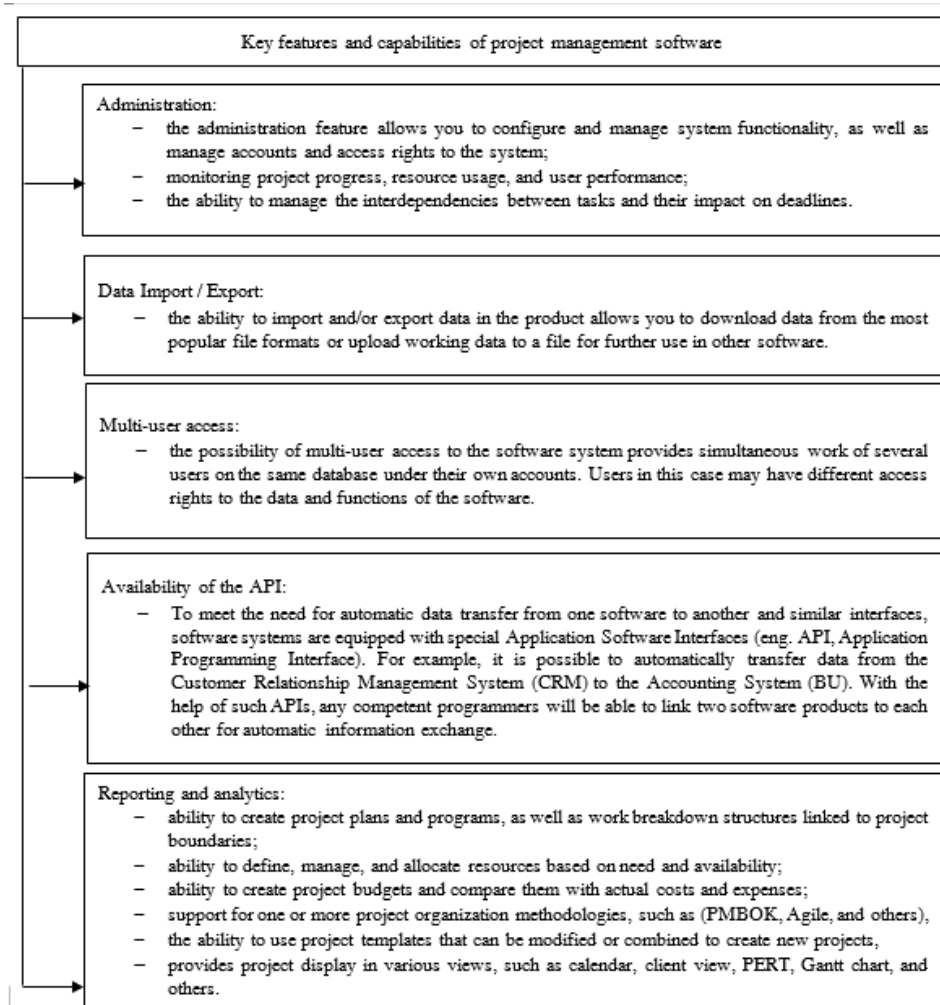 Key features and capabilities of project management software
Administration:
– the administration feature allows you to configure and manage system functionality, as well as
manage accounts and access rights to the system;
– monitoring project progress, resource usage, and user performance;
– the ability to manage the interdependencies between tasks and their impact on deadlines.
Data Import / Export:
– the ability to import and/or export data in the product allows you to download data from the most
popular file formats or upload working data to a file for further use in other software.
Multi-user access:
– the possibility of multi-user access to the software system provides simultaneous work of several
users on the same database under their own accounts. Users in this case may have different access
rights to the data and functions of the software.
Availability of the API:
– To meet the need for automatic data transfer from one software to another and similar interfaces,
software systems are equipped with special Application Software Interfaces (eng. API, Application
Programming Interface). For example, it is possible to automatically transfer data from the
Customer Relationship Management System (CRM) to the Accounting System (BU). With the
help of such APIs, any competent programmers will be able to link two software products to each
other for automatic information exchange.
Reporting and analytics:
– ability to create project plans and programs, as well as work breakdown structures linked to project
boundaries;
– ability to define, manage, and allocate resources based on need and availability;
– ability to create project budgets and compare them with actual costs and expenses;
– support for one or more project organization methodologies, such as (PMBOK, Agile, and others),
– the ability to use project templates that can be modified or combined to create new projects,
– provides project display in various views, such as calendar, client view, PERT, Gantt chart, and
others.